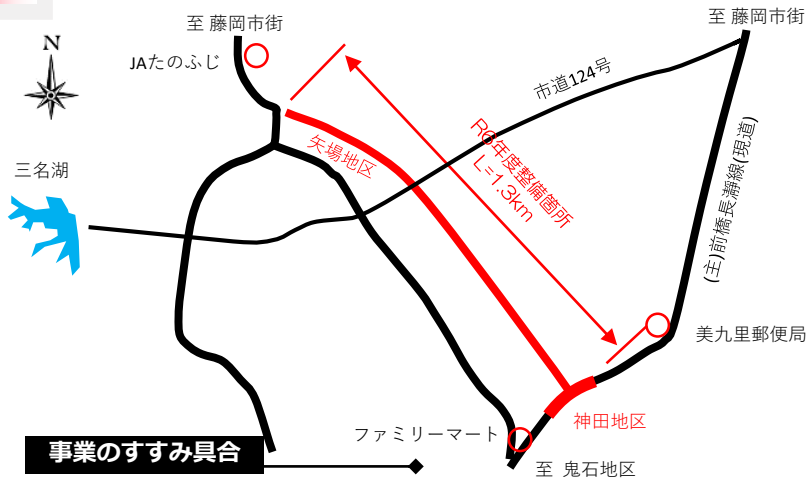 至 藤岡市街
至 藤岡市街
N
JAたのふじ
市道124号
R6年度整備箇所
L=1.3km
矢場地区
三名湖
(主)前橋長瀞線(現道)
美九里郵便局
神田地区
ファミリーマート
事業のすすみ具合
至 鬼石地区